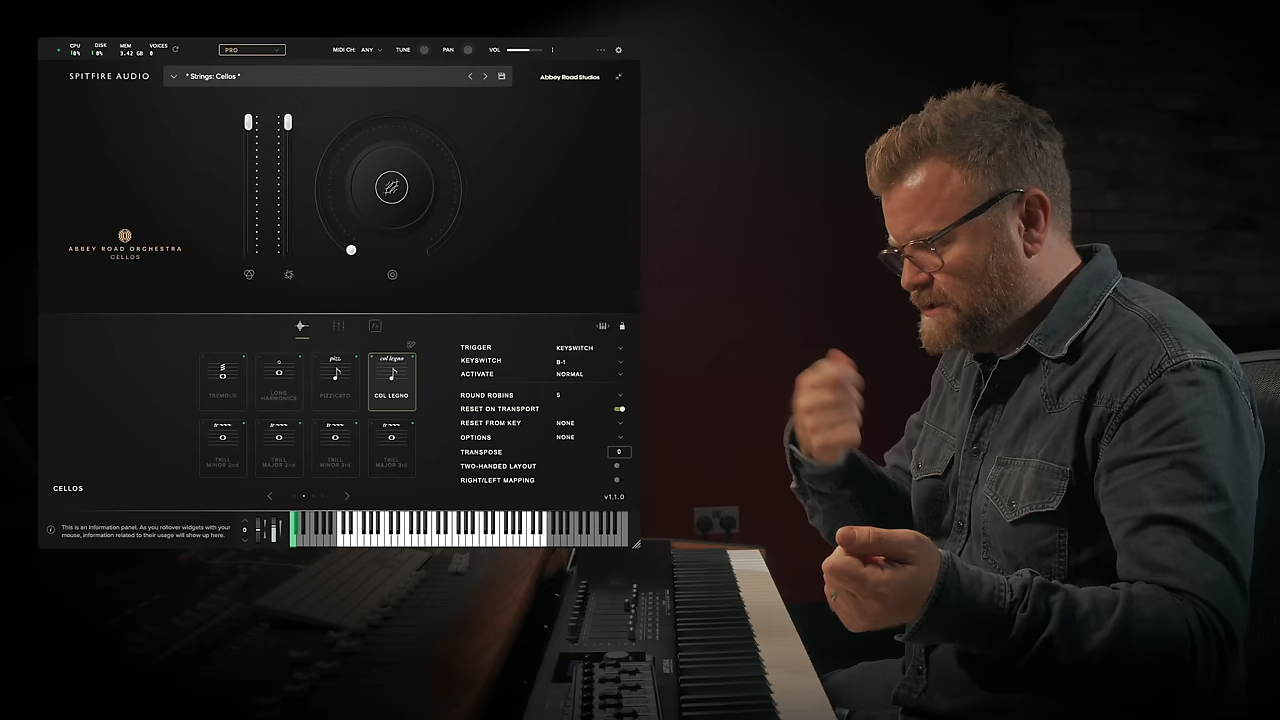 CPU DISK MEM VOICES
0% 0% 3.42 GB 0
PRO
MIDI CH: ANY TUNE PAN VOL
SPITFIRE AUDIO
* Strings: Cellos *
Abbey Road Studios
ABBEY ROAD ORCHESTRA
CELLOS
TREMOLO
LONG
HARMONICS
pizz
PIZZICATO
col legno
COL LEGNO
TRILL
MINOR 2nd
TRILL
MAJOR 2nd
TRILL
MINOR 3rd
TRILL
MAJOR 3rd
TRIGGER KEYSWITCH
KEYSWITCH B-1
ACTIVATE NORMAL
ROUND ROBINS 5
RESET ON TRANSPORT
RESET FROM KEY NONE
OPTIONS NONE
TRANSPOSE 0
TWO-HANDED LAYOUT
RIGHT/LEFT MAPPING
CELLOS
v1.1.0
This is an information panel. As you rollover widgets with your
mouse, information related to their usage will show up here.
0